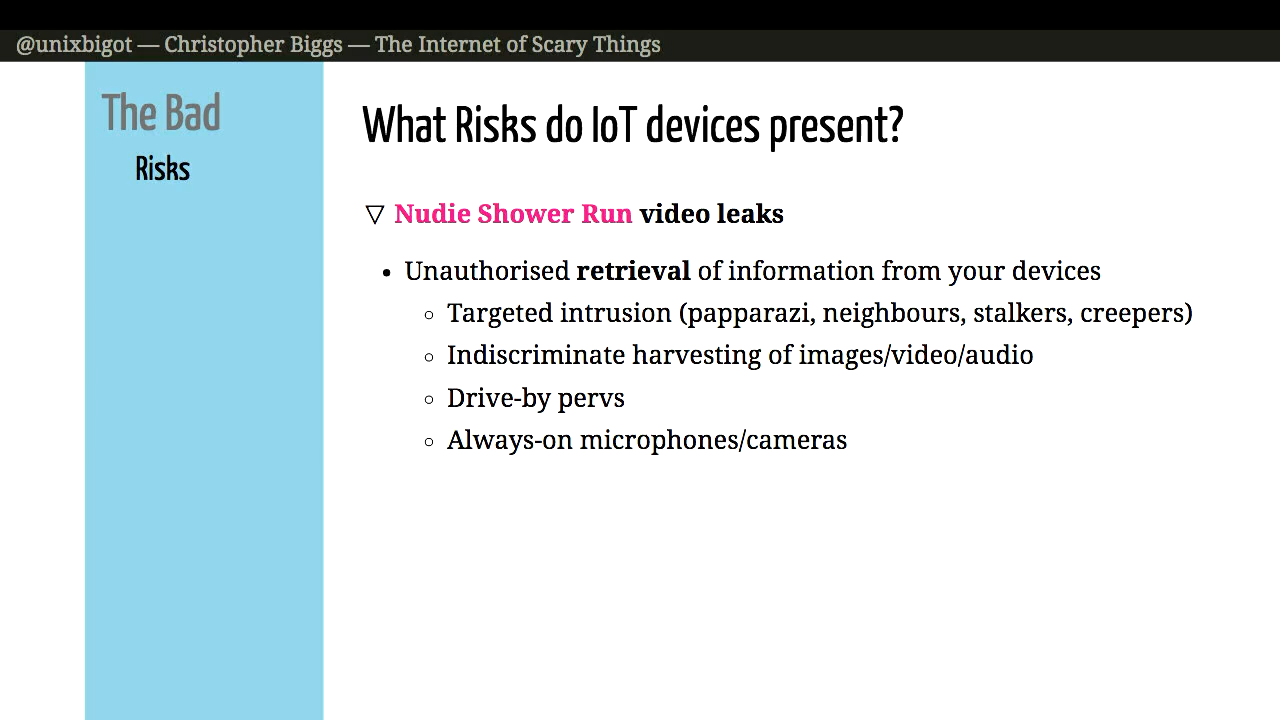 @unixbigot — Christopher Biggs — The Internet of Scary Things
The Bad
Risks
What Risks do IoT devices present?
▽ Nudie Shower Run video leaks
• Unauthorised retrieval of information from your devices
◦ Targeted intrusion (papparazi, neighbours, stalkers, creepers)
◦ Indiscriminate harvesting of images/video/audio
◦ Drive-by pervs
◦ Always-on microphones/cameras